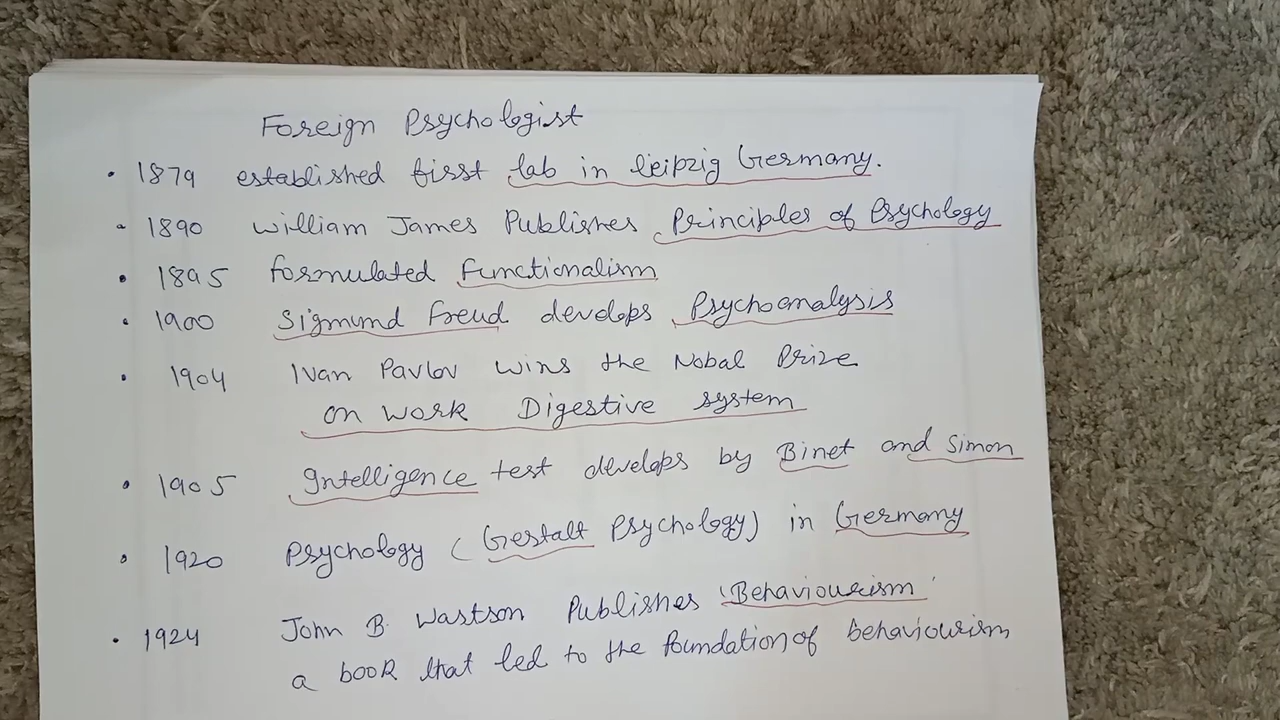 Foreign Psychologist
• 1879 established first lab in leipzig Germany.
• 1890 William James Publishes Principles of Psychology
• 1895 formulated Functionalism
• 1900 Sigmund freud develops Psychoanalysis
• 1904 Ivan Pavlov wins the Nobal Prize
on work Digestive system
• 1905 Intelligence test develops by Binet and Simon
• 1920 Psychology (Gestalt Psychology) in Germany
• 1924 John B. Wastson Publishes 'Behaviourism'
a book that led to the foundation of behaviourism